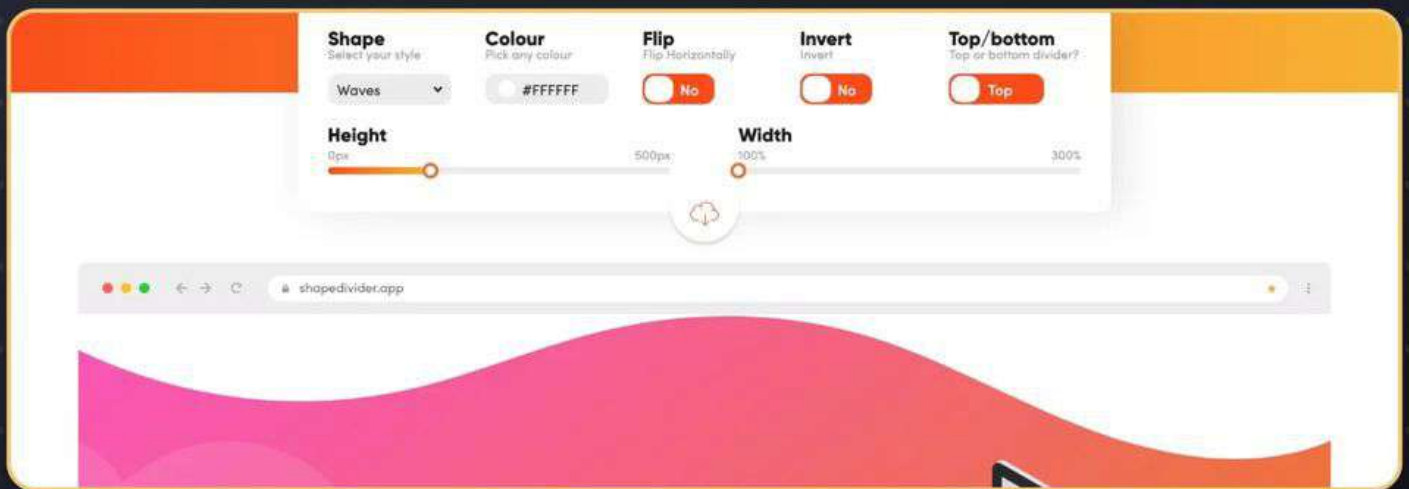 Shape Colour Flip Invert Top/bottom
Select your style Pick any colour Flip Horizontally Invert Top or bottom divider?
Waves #FFFFFF No No Top
Height Width
0px 500px 100% 300%
shapedivider.app